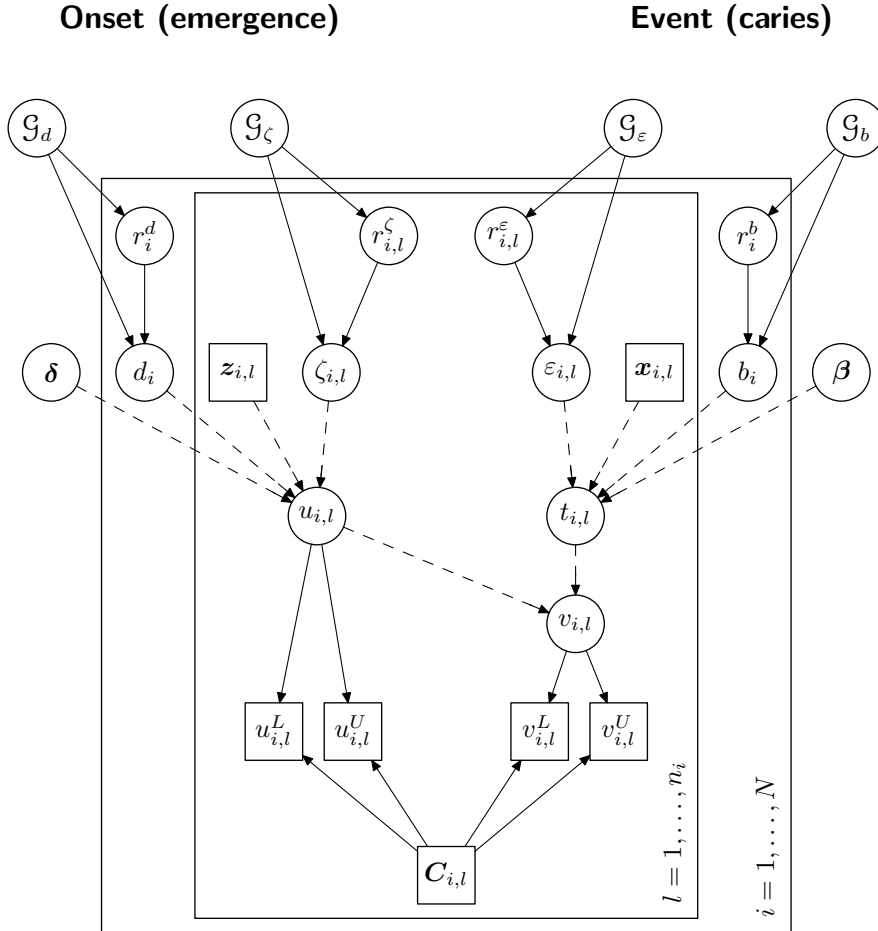 Onset (emergence) Event (caries)
𝒢_d 𝒢_ζ 𝒢_ε 𝒢_b
r_i^d r_{i,l}^ζ r_{i,l}^ε r_i^b
δ d_i z_{i,l} ζ_{i,l} ε_{i,l} x_{i,l} b_i β
u_{i,l} t_{i,l}
v_{i,l}
u_{i,l}^L u_{i,l}^U v_{i,l}^L v_{i,l}^U
C_{i,l}
l = 1, . . . , n_i
i = 1, . . . , N